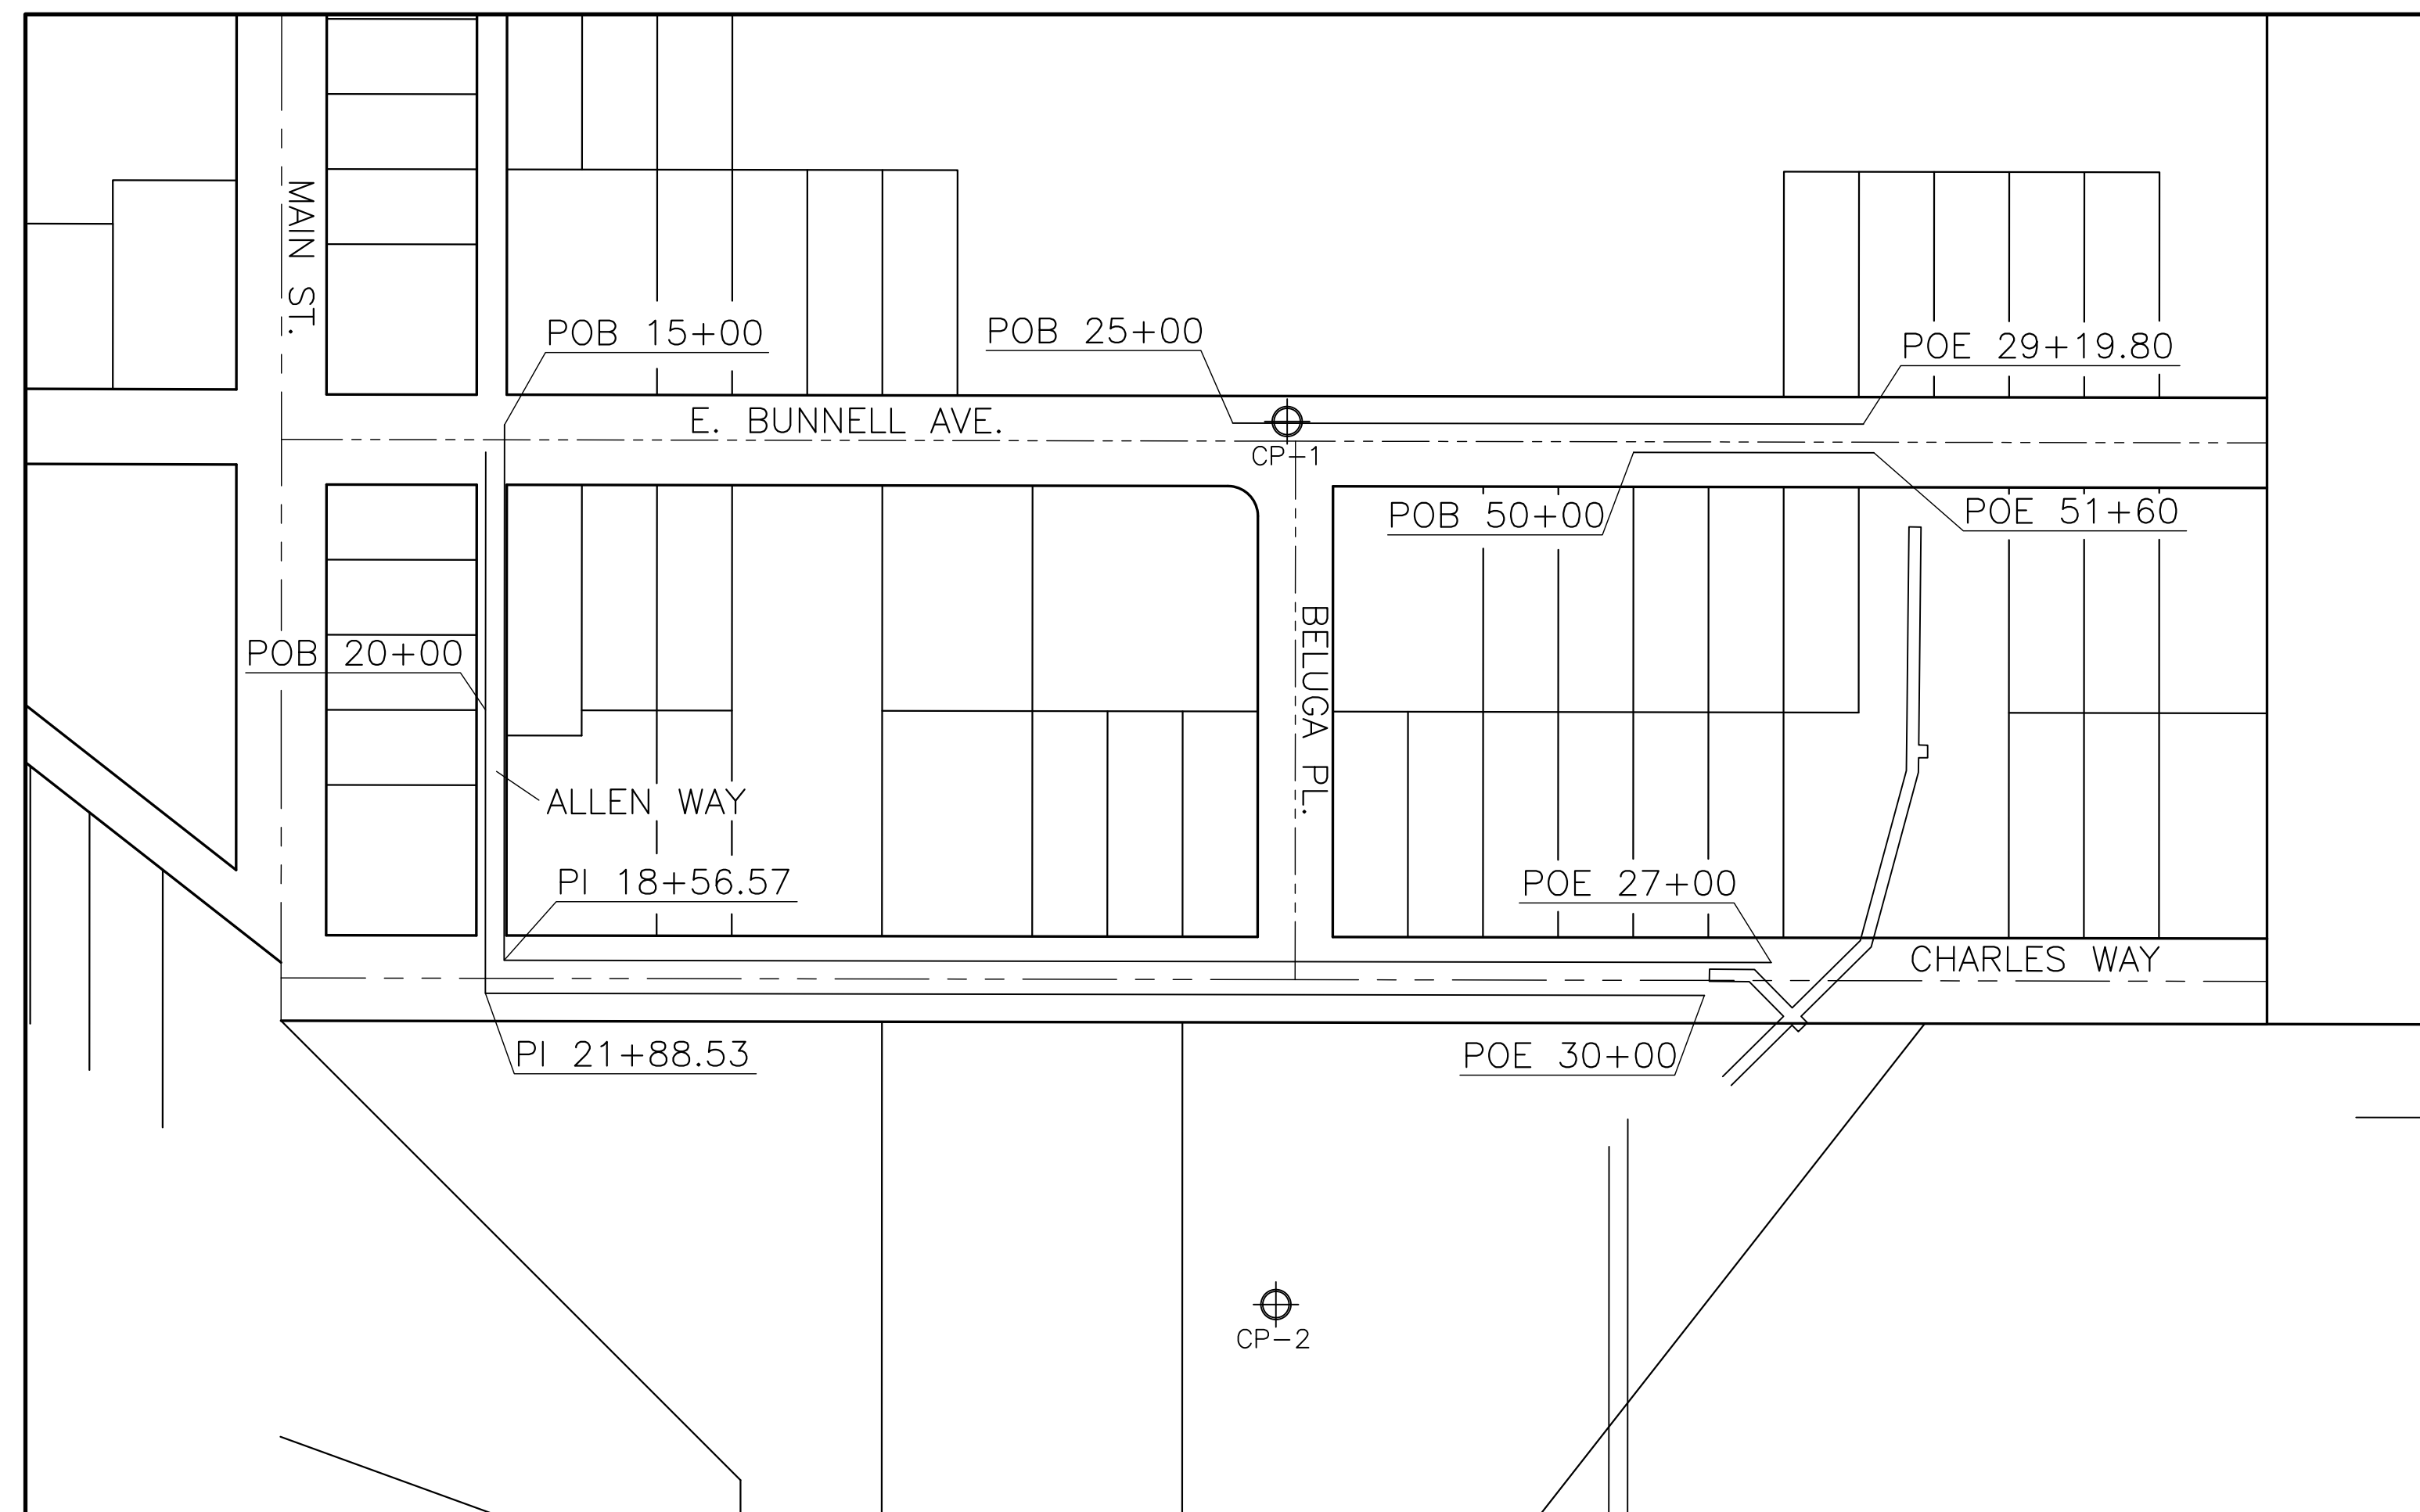 MAIN ST.
POB 15+00
POB 25+00
POE 29+19.80
E. BUNNELL AVE.
CP-1
POB 50+00
POE 51+60
POB 20+00
BELUGA PL.
ALLEN WAY
PI 18+56.57
POE 27+00
CHARLES WAY
PI 21+88.53
POE 30+00
CP-2